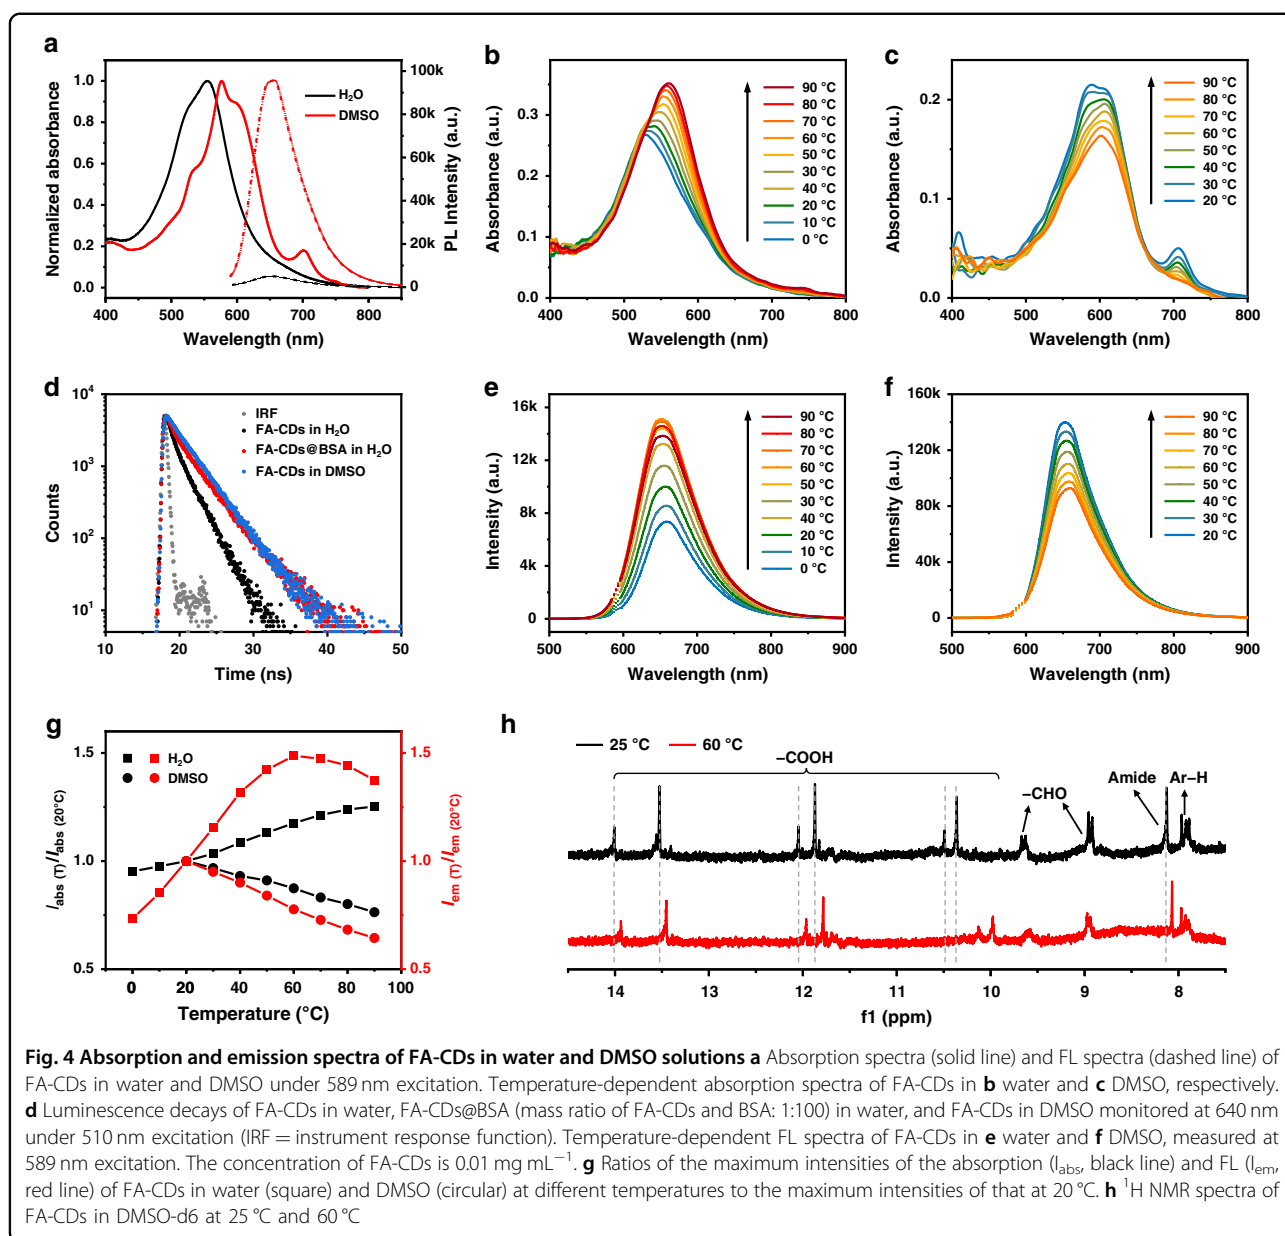 a
Normalized absorbance
1.0
0.8
0.6
0.4
0.2
0.0
100k
80k
60k
40k
20k
0
PL Intensity (a.u.)
H₂O
DMSO
400 500 600 700 800
Wavelength (nm)
b
Absorbance (a.u.)
0.3
0.2
0.1
0.0
90 °C
80 °C
70 °C
60 °C
50 °C
30 °C
40 °C
20 °C
10 °C
0 °C
400 500 600 700 800
Wavelength (nm)
c
Absorbance (a.u.)
0.2
0.1
0.0
90 °C
80 °C
70 °C
60 °C
50 °C
40 °C
30 °C
20 °C
400 500 600 700 800
Wavelength (nm)
d
Counts
10⁴
10³
10²
10¹
IRF
FA-CDs in H₂O
FA-CDs@BSA in H₂O
FA-CDs in DMSO
10 20 30 40 50
Time (ns)
e
Intensity (a.u.)
16k
12k
8k
4k
0
90 °C
80 °C
70 °C
60 °C
50 °C
30 °C
40 °C
20 °C
10 °C
0 °C
500 600 700 800 900
Wavelength (nm)
f
Intensity (a.u.)
160k
120k
80k
40k
0
90 °C
80 °C
70 °C
60 °C
50 °C
40 °C
30 °C
20 °C
500 600 700 800 900
Wavelength (nm)
g
I abs (T)/I abs (20°C)
1.5
1.0
0.5
H₂O
DMSO
1.5
1.0
0.5
I em (T)/I em (20°C)
0 20 40 60 80 100
Temperature (°C)
h
25 °C 60 °C
–COOH
–CHO
Amide
Ar–H
14 13 12 11 10 9 8
f1 (ppm)
Fig. 4 Absorption and emission spectra of FA-CDs in water and DMSO solutions a Absorption spectra (solid line) and FL spectra (dashed line) of
FA-CDs in water and DMSO under 589 nm excitation. Temperature-dependent absorption spectra of FA-CDs in b water and c DMSO, respectively.
d Luminescence decays of FA-CDs in water, FA-CDs@BSA (mass ratio of FA-CDs and BSA: 1:100) in water, and FA-CDs in DMSO monitored at 640 nm
under 510 nm excitation (IRF = instrument response function). Temperature-dependent FL spectra of FA-CDs in e water and f DMSO, measured at
589 nm excitation. The concentration of FA-CDs is 0.01 mg mL⁻¹. g Ratios of the maximum intensities of the absorption (Iabs, black line) and FL (Iem,
red line) of FA-CDs in water (square) and DMSO (circular) at different temperatures to the maximum intensities of that at 20 °C. h ¹H NMR spectra of
FA-CDs in DMSO-d6 at 25 °C and 60 °C